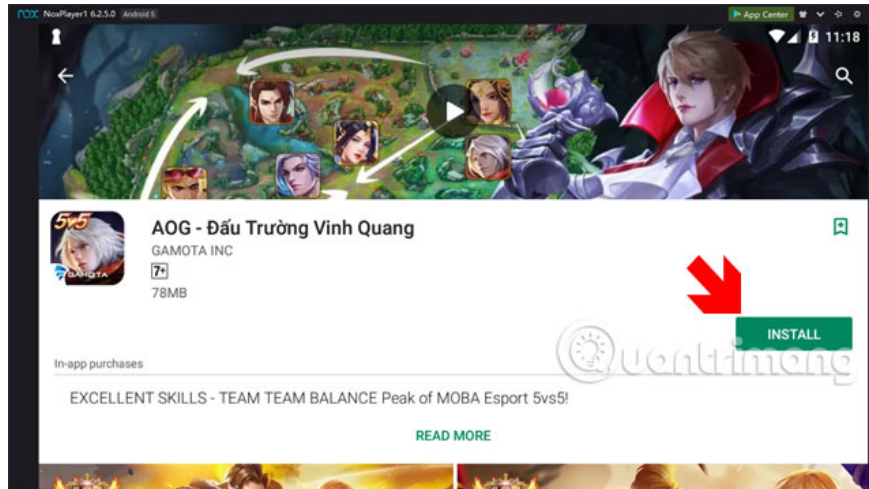 NOX NoxPlayer1 6.2.5.0 Android 5 App Center
11:18
5v5
GAMOTA
AOG - Đấu Trường Vinh Quang
GAMOTA INC
7+
78MB
INSTALL
Quantrimang
In-app purchases
EXCELLENT SKILLS - TEAM TEAM BALANCE Peak of MOBA Esport 5vs5!
READ MORE